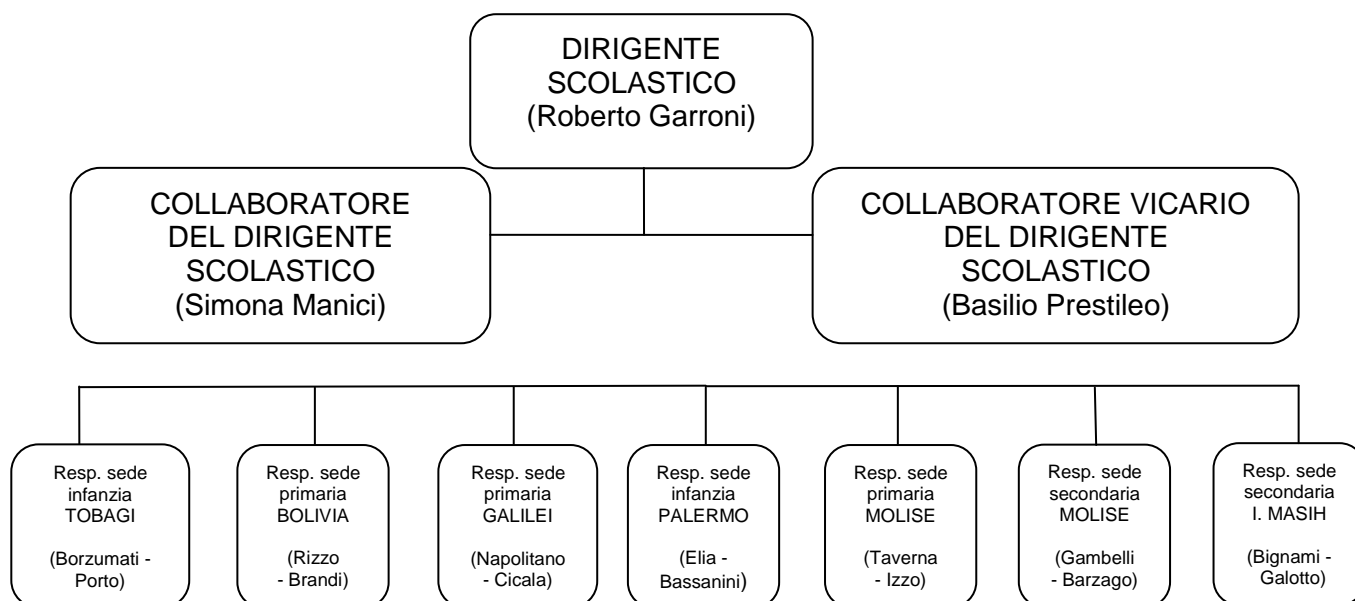 DIRIGENTE
SCOLASTICO
(Roberto Garroni)
COLLABORATORE
DEL DIRIGENTE
SCOLASTICO
(Simona Manici)
COLLABORATORE VICARIO
DEL DIRIGENTE
SCOLASTICO
(Basilio Prestileo)
Resp. sede
infanzia
TOBAGI
(Borzumati -
Porto)
Resp. sede
primaria
BOLIVIA
(Rizzo
- Brandi)
Resp. sede
primaria
GALILEI
(Napolitano
- Cicala)
Resp. sede
infanzia
PALERMO
(Elia -
Bassanini)
Resp. sede
primaria
MOLISE
(Taverna
- Izzo)
Resp. sede
secondaria
MOLISE
(Gambelli
- Barzago)
Resp. sede
secondaria
I. MASIH
(Bignami -
Galotto)